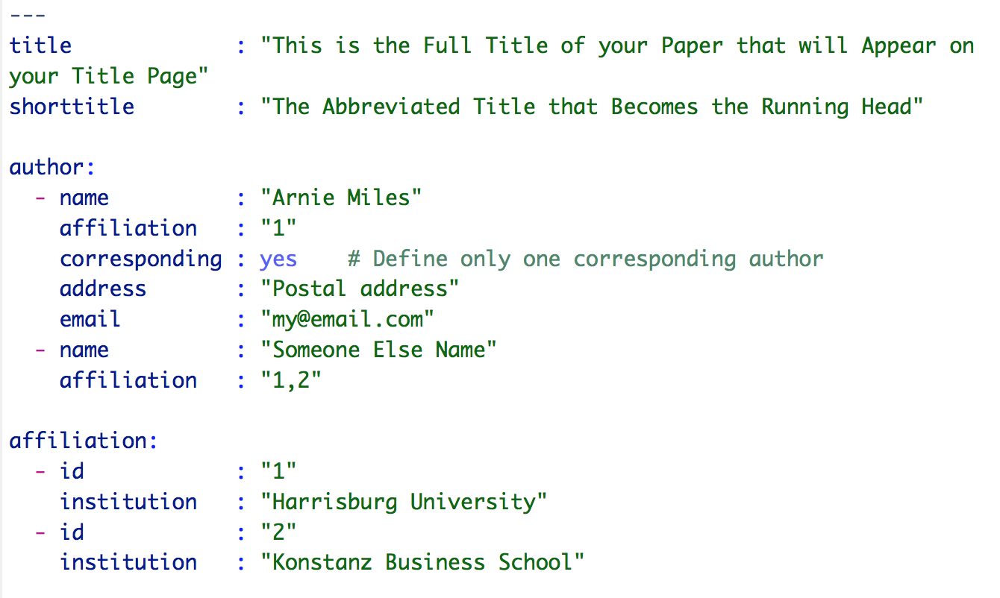 ---
title             : "This is the Full Title of your Paper that will Appear on
your Title Page"
shorttitle        : "The Abbreviated Title that Becomes the Running Head"

author:
  - name          : "Arnie Miles"
    affiliation   : "1"
    corresponding : yes    # Define only one corresponding author
    address       : "Postal address"
    email         : "my@email.com"
  - name          : "Someone Else Name"
    affiliation   : "1,2"

affiliation:
  - id            : "1"
    institution   : "Harrisburg University"
  - id            : "2"
    institution   : "Konstanz Business School"